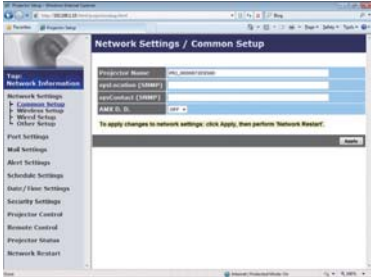 Network Settings / Common Setup
Top:
Network Information
Network Settings
Common Setup
Wireless Setup
Wired Setup
Other Setup
Port Settings
Mail Settings
Alert Settings
Schedule Settings
Date/Time Settings
Security Settings
Projector Control
Remote Control
Projector Status
Network Restart
Projector Name
sysLocation (SNMP)
sysContact (SNMP)
AMX D. D.
OFF
To apply changes to network settings: click Apply, then perform 'Network Restart'.
Apply